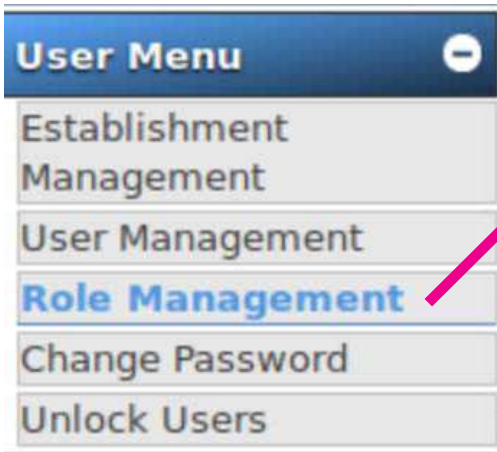 User Menu
Establishment
Management
User Management
Role Management
Change Password
Unlock Users